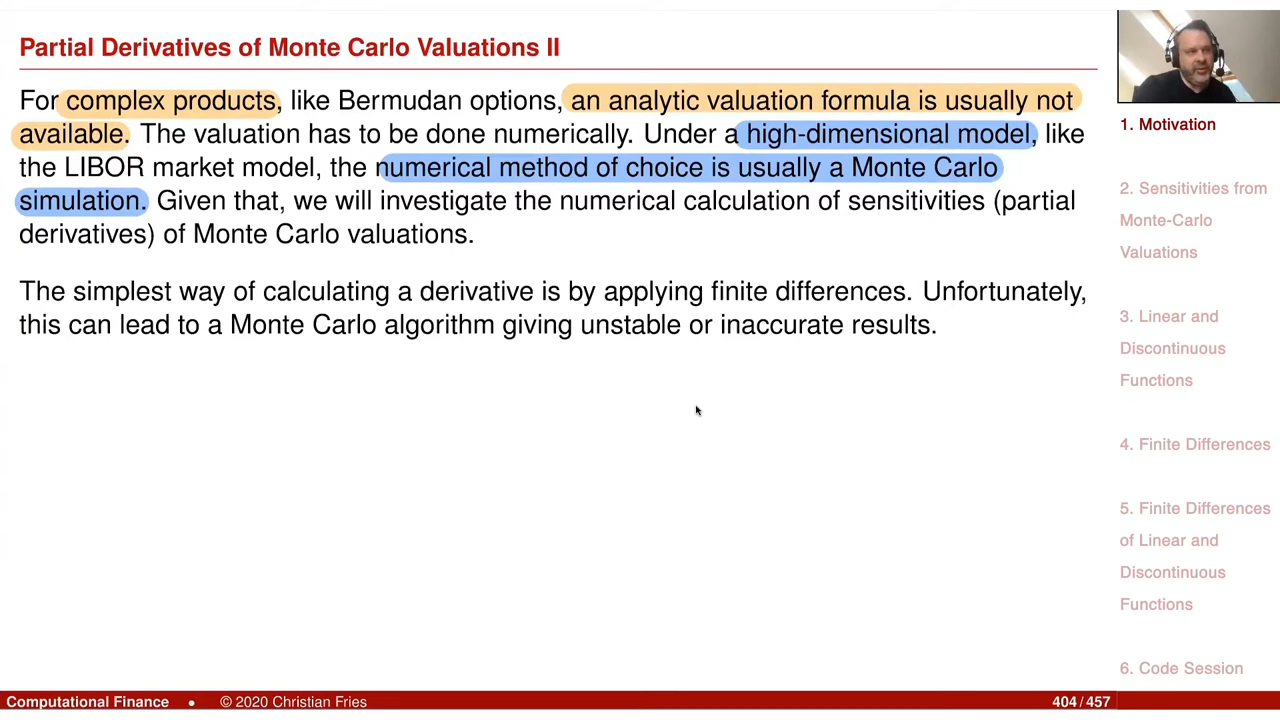 Partial Derivatives of Monte Carlo Valuations II
For complex products, like Bermudan options, an analytic valuation formula is usually not
available. The valuation has to be done numerically. Under a high-dimensional model, like
the LIBOR market model, the numerical method of choice is usually a Monte Carlo
simulation. Given that, we will investigate the numerical calculation of sensitivities (partial
derivatives) of Monte Carlo valuations.
The simplest way of calculating a derivative is by applying finite differences. Unfortunately,
this can lead to a Monte Carlo algorithm giving unstable or inaccurate results.
1. Motivation
2. Sensitivities from
Monte-Carlo
Valuations
3. Linear and
Discontinuous
Functions
4. Finite Differences
5. Finite Differences
of Linear and
Discontinuous
Functions
6. Code Session
Computational Finance • © 2020 Christian Fries 404 / 457